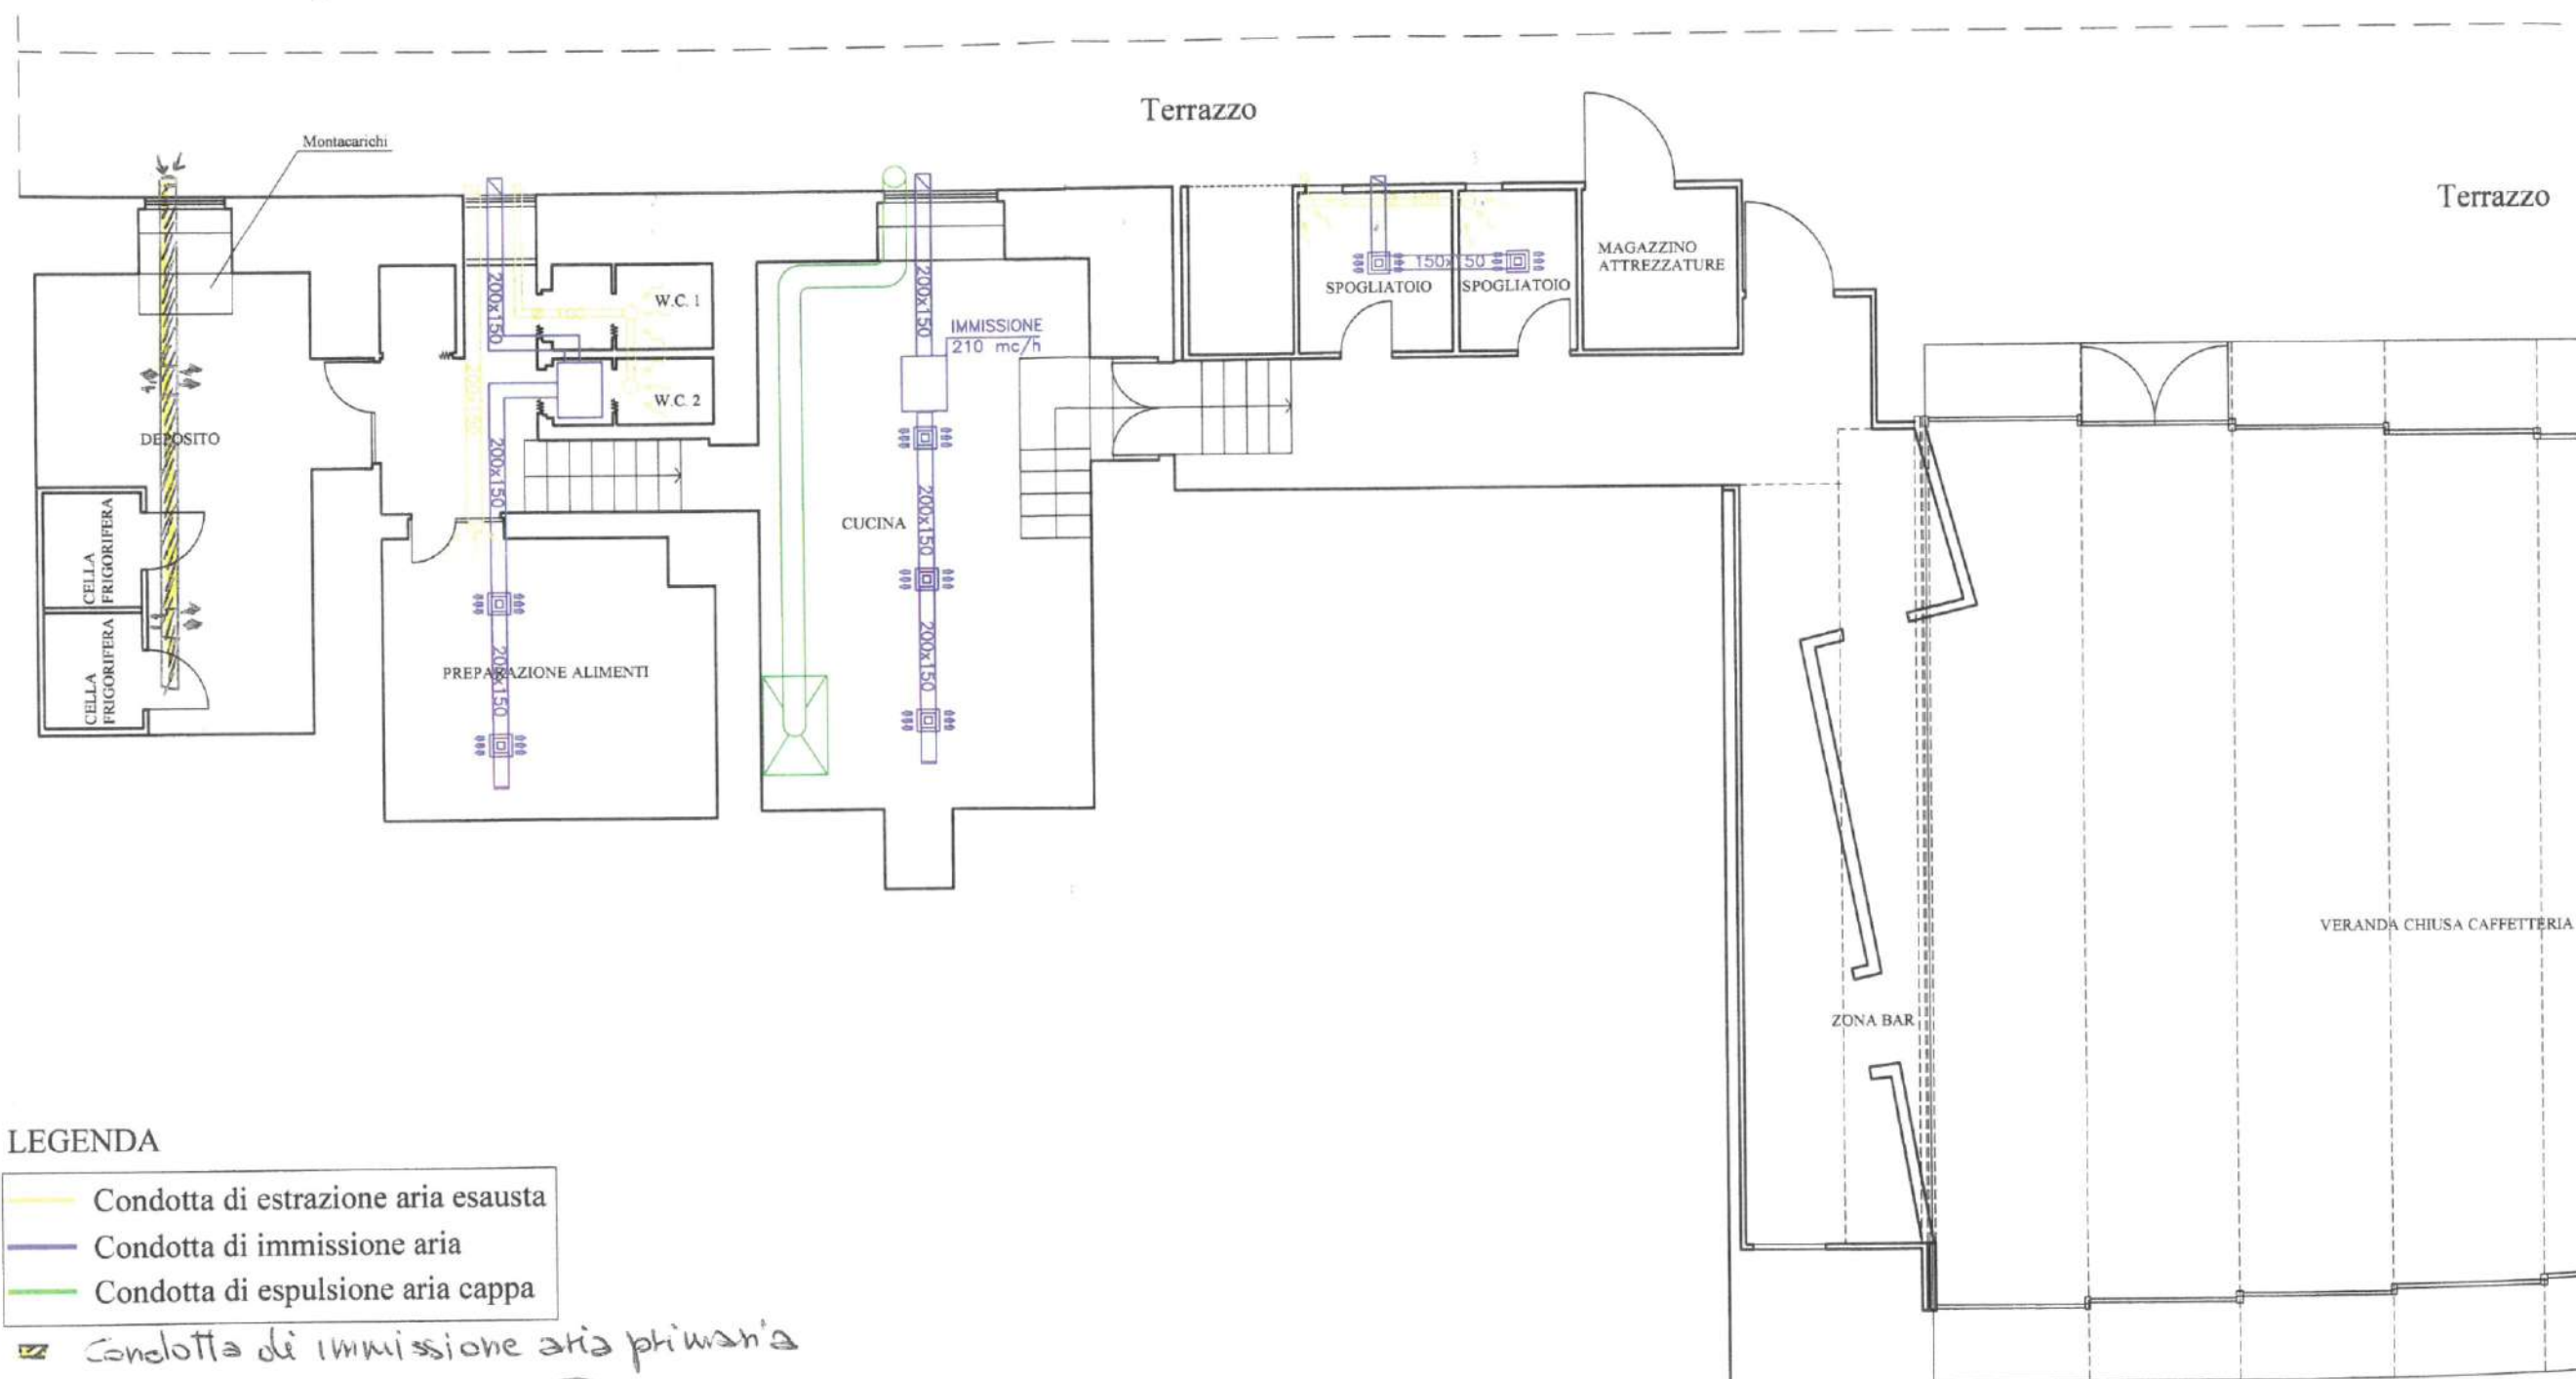 Terrazzo
Montacarichi
Terrazzo
MAGAZZINO
ATTREZZATURE
200x150
200x150
W.C. 1
150x150
SPOGLIATOIO
SPOGLIATOIO
IMMISSIONE
210 mc/h
W.C. 2
200x150
DEPOSITO
200x150
200x150
CUCINA
CELLA
FRIGORIFERA
CELLA
FRIGORIFERA
PREPARAZIONE ALIMENTI
200x150
200x150
VERANDA CHIUSA CAFFETTERIA
ZONA BAR
LEGENDA
Condotta di estrazione aria esausta
Condotta di immissione aria
Condotta di espulsione aria cappa
Condotta di immissione aria primaria